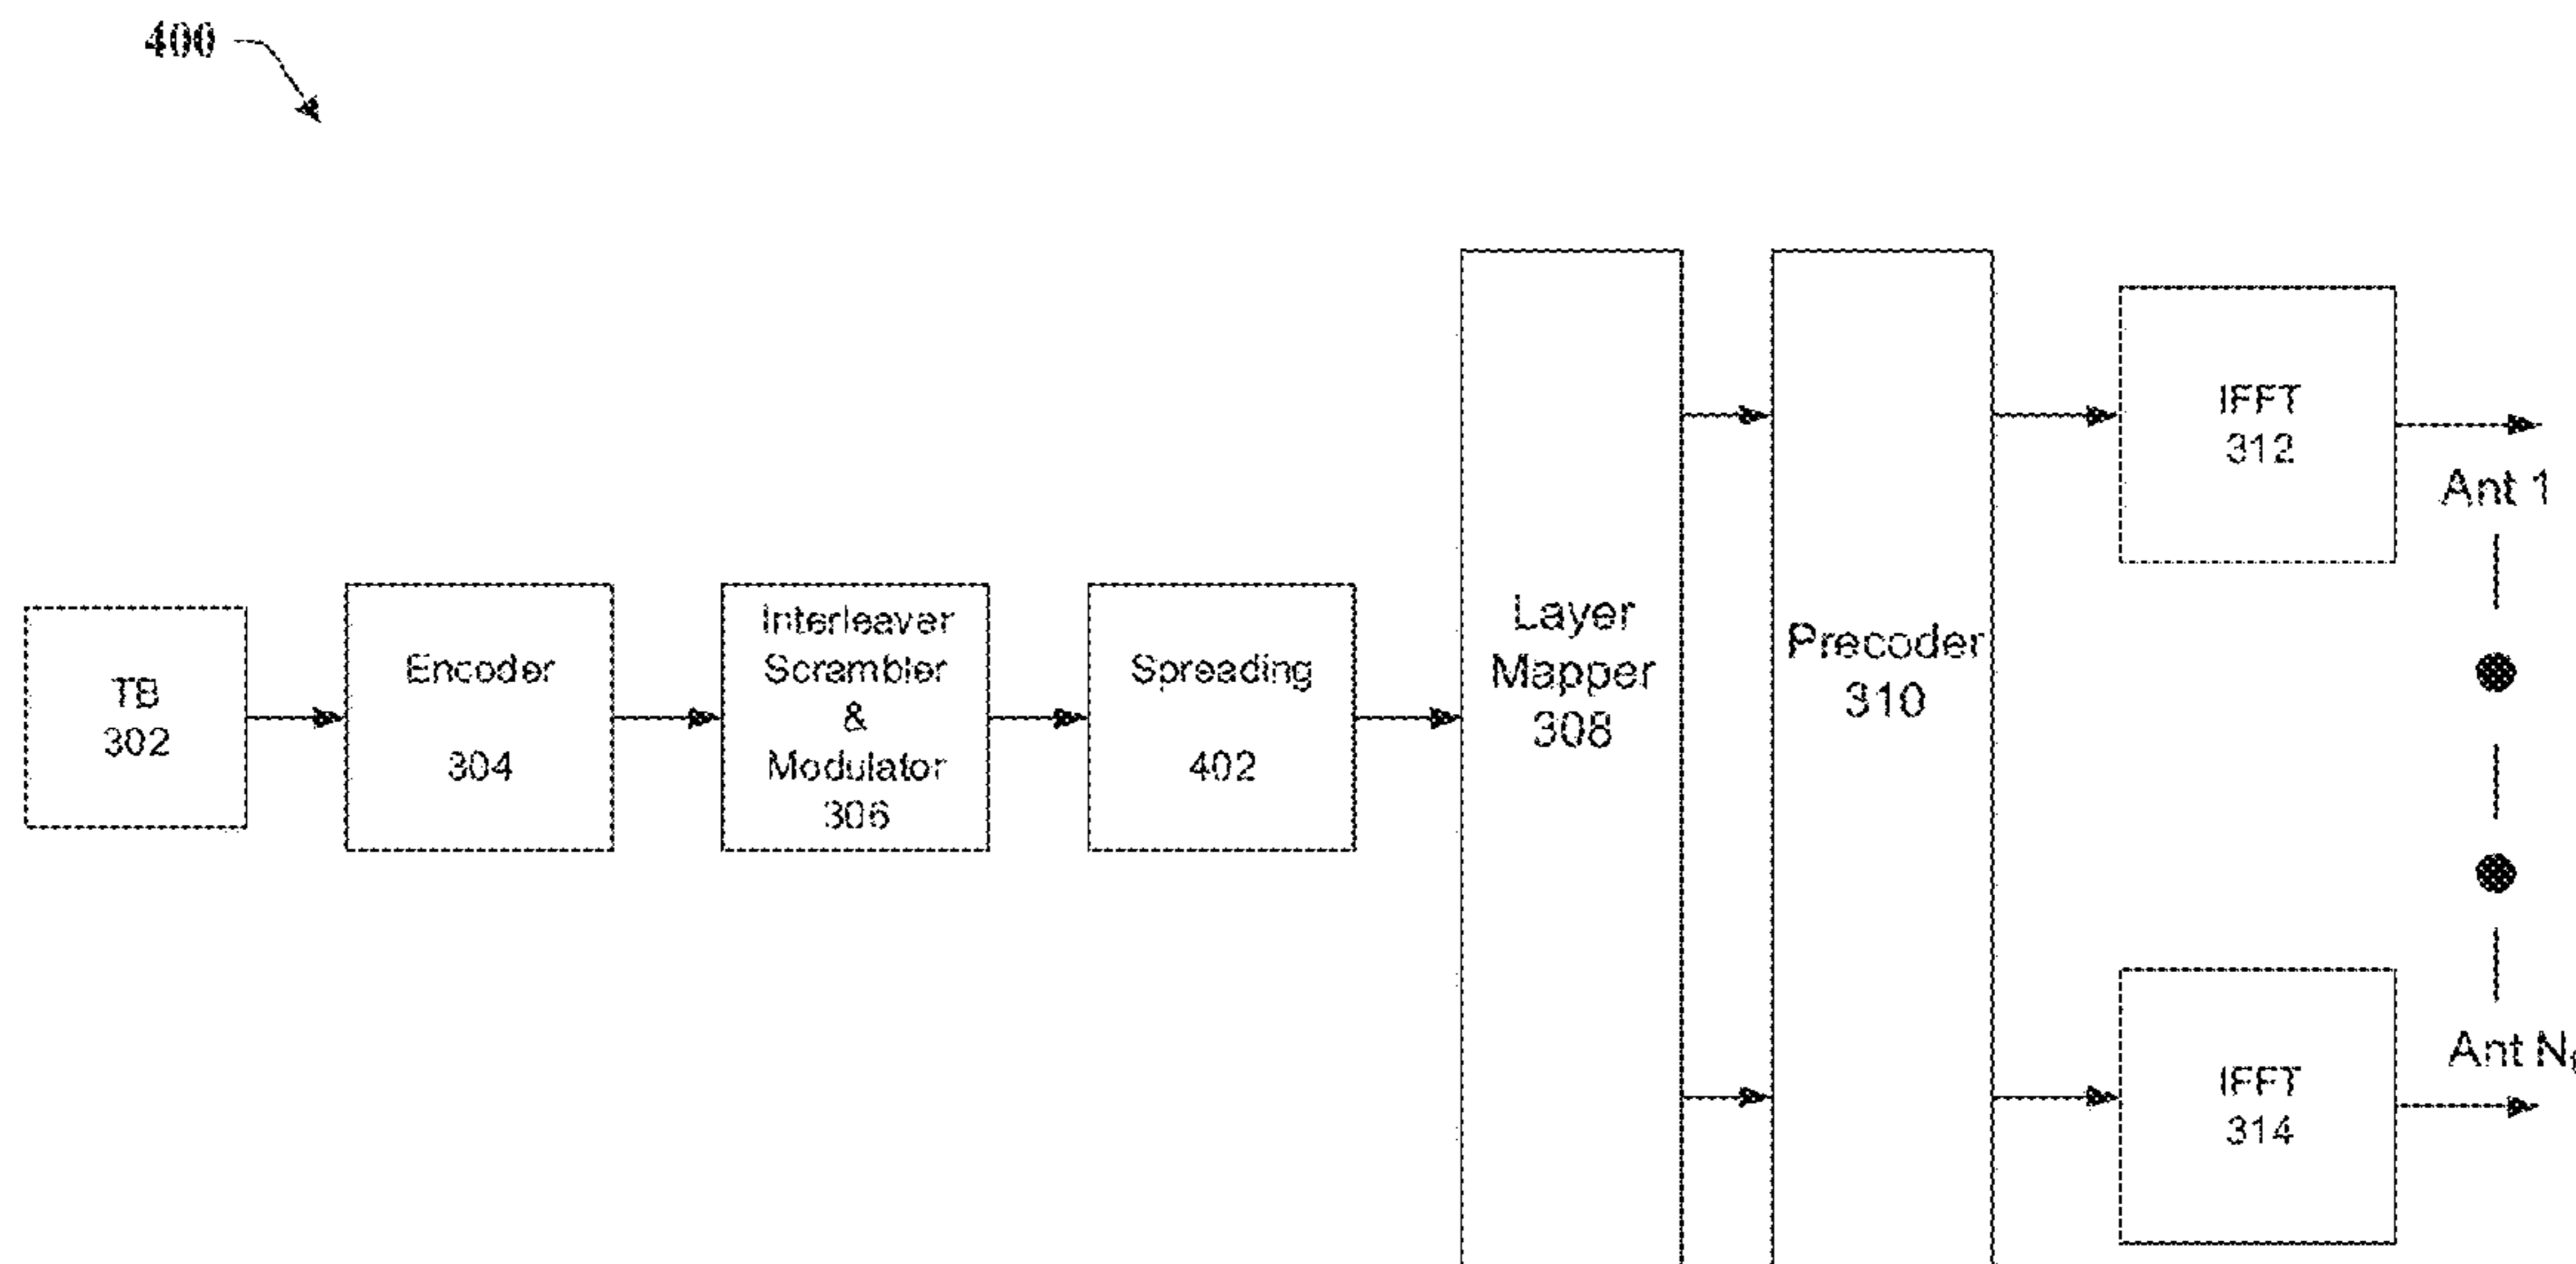 400
TB
302
Encoder
304
Interleaver
Scrambler
&
Modulator
306
Spreading
402
Layer
Mapper
308
Precoder
310
IFFT
312
Ant 1
Ant N
IFFT
314